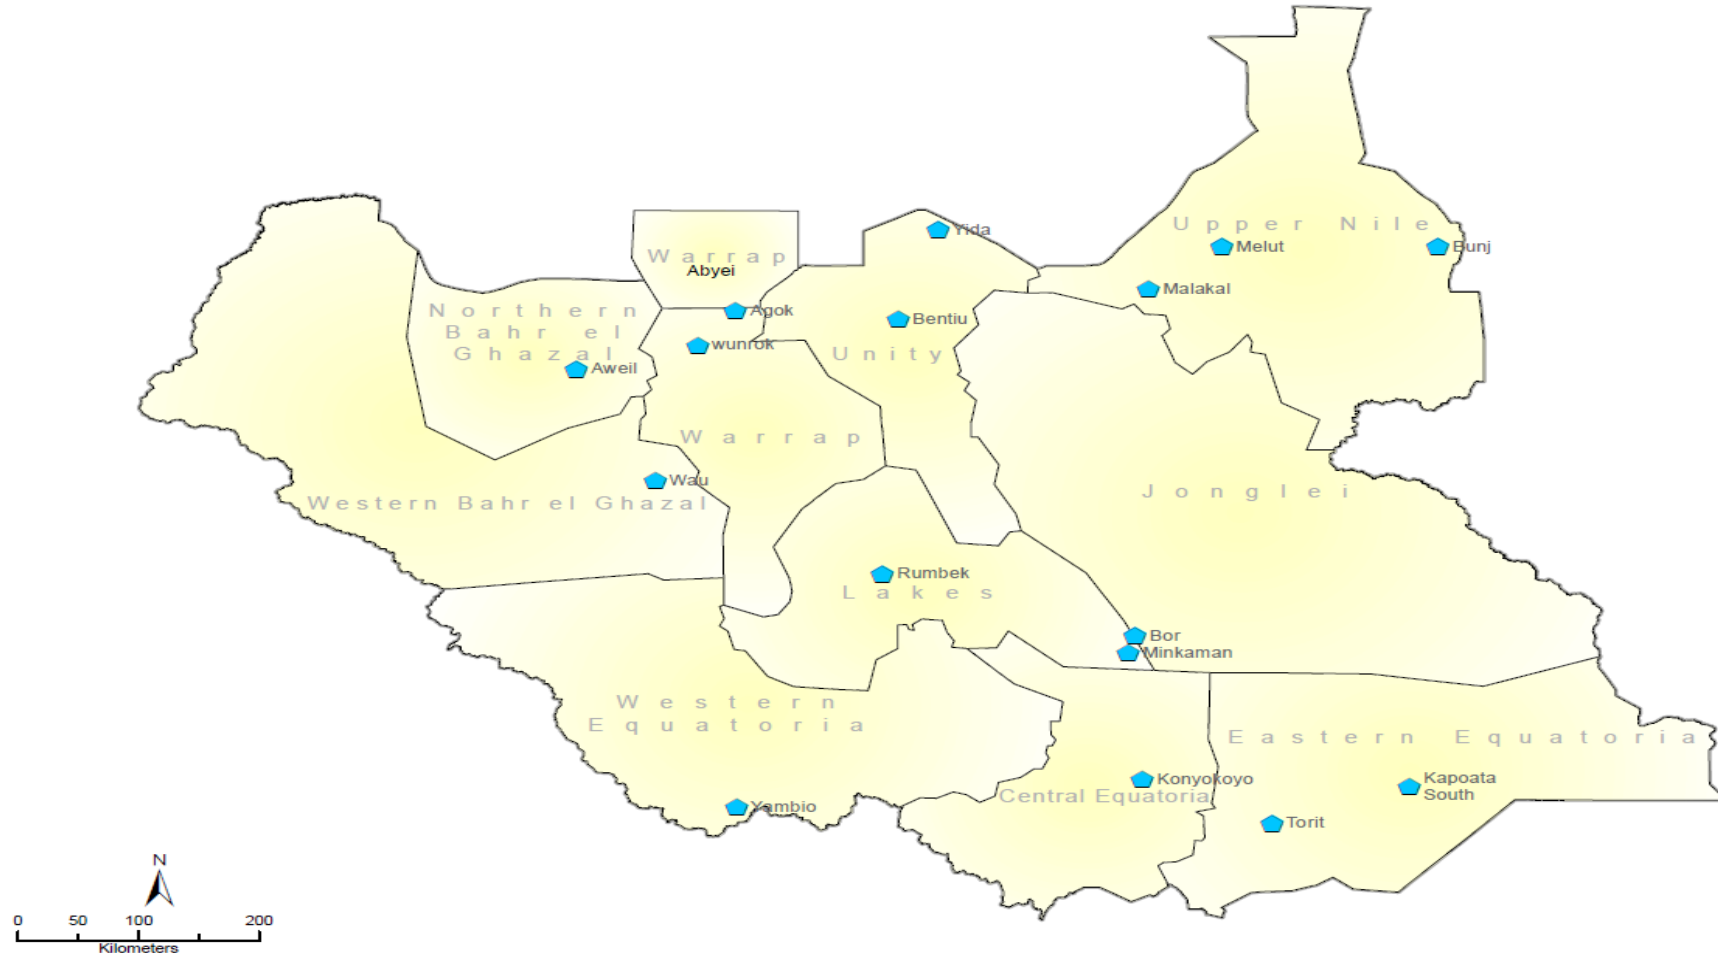 Upper Nile
Yida
Melut
Bunj
Warrap
Abyei
Malakal
Northern
Bahr el
Ghazal
Agok
Bentiu
wunrok
Unity
Aweil
Warrap
Wau
Western Bahr el Ghazal
Jonglei
Rumbek
Lakes
Bor
Minkaman
Western
Equatoria
Eastern Equatoria
Konyokoyo
Kapoata
South
Central Equatoria
Yambio
Torit
N
0 50 100 200
Kilometers